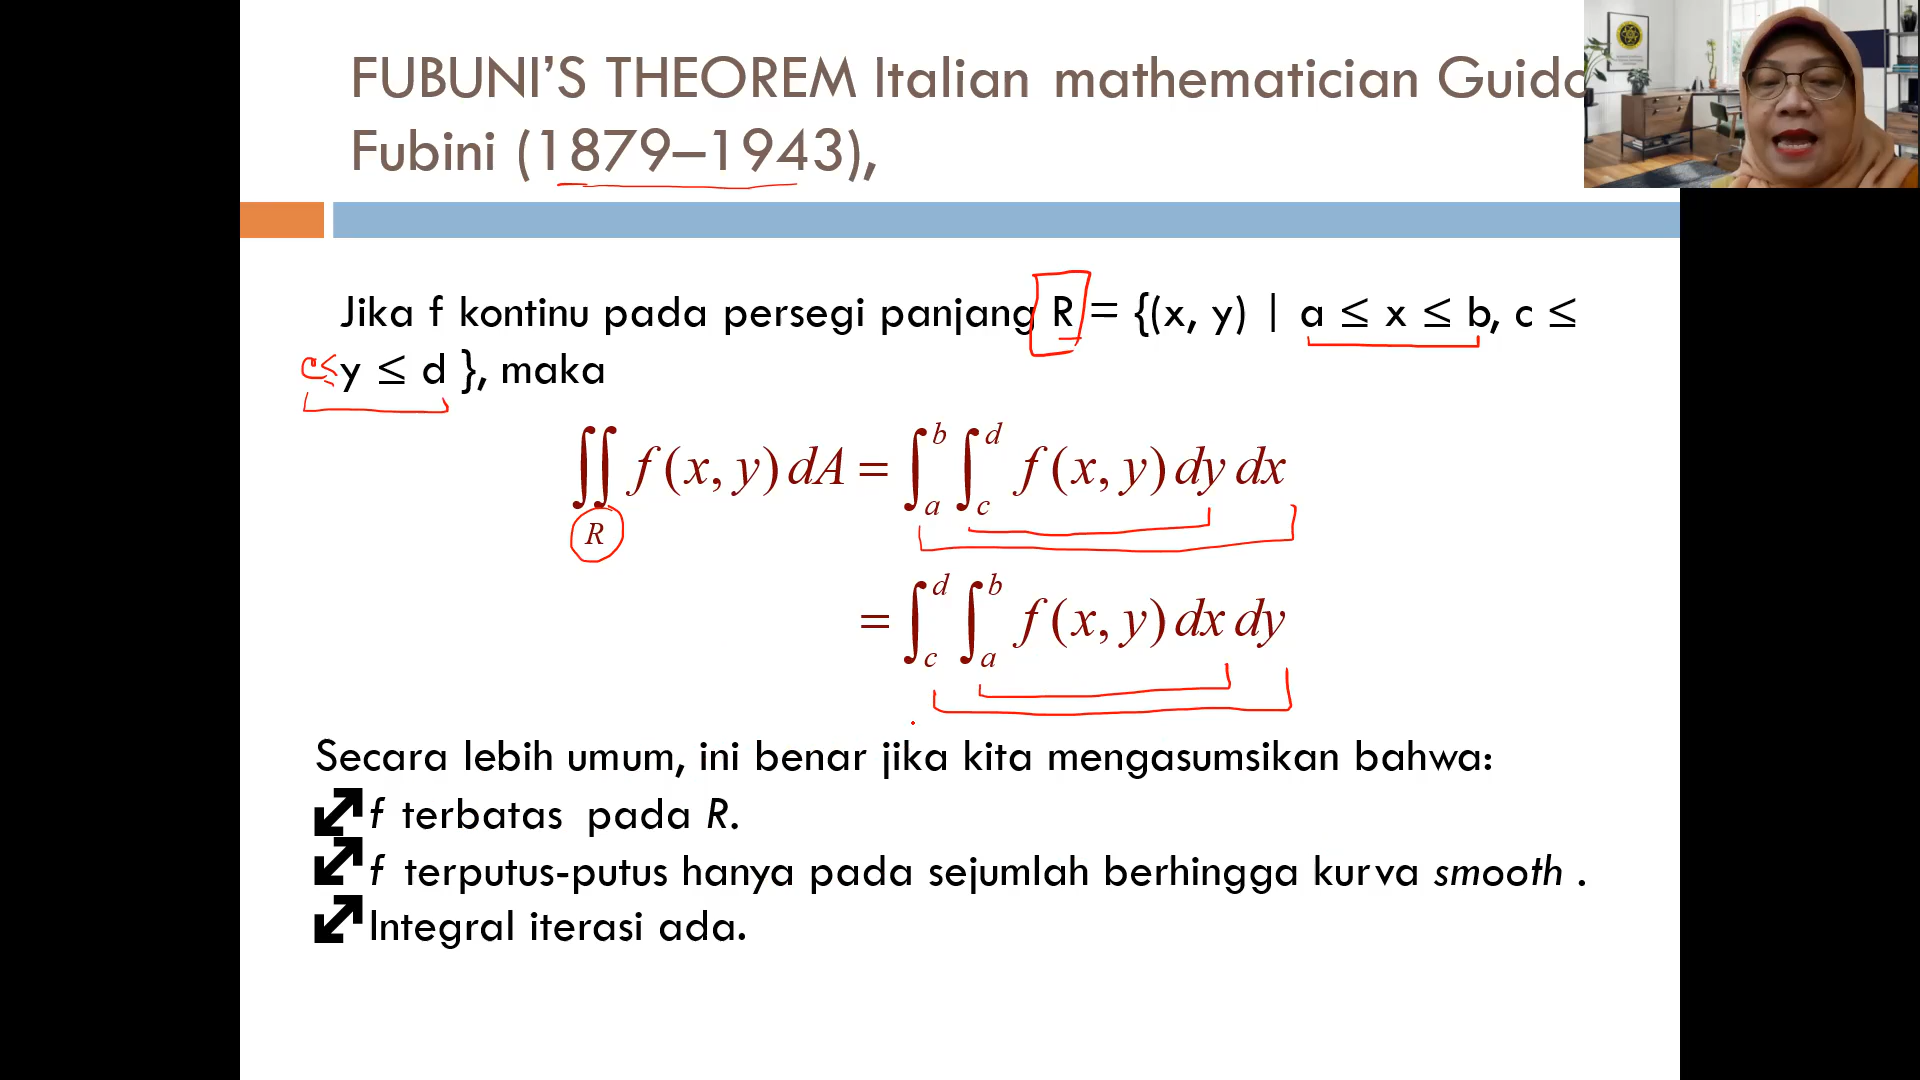 FUBUNI'S THEOREM Italian mathematician Guido
Fubini (1879–1943),
Jika f kontinu pada persegi panjang R = {(x, y) | a ≤ x ≤ b, c ≤
c≤ y ≤ d }, maka
∬_R f(x, y) dA = ∫_a^b ∫_c^d f(x, y) dy dx
= ∫_c^d ∫_a^b f(x, y) dx dy
Secara lebih umum, ini benar jika kita mengasumsikan bahwa:
f terbatas pada R.
f terputus-putus hanya pada sejumlah berhingga kurva smooth .
Integral iterasi ada.